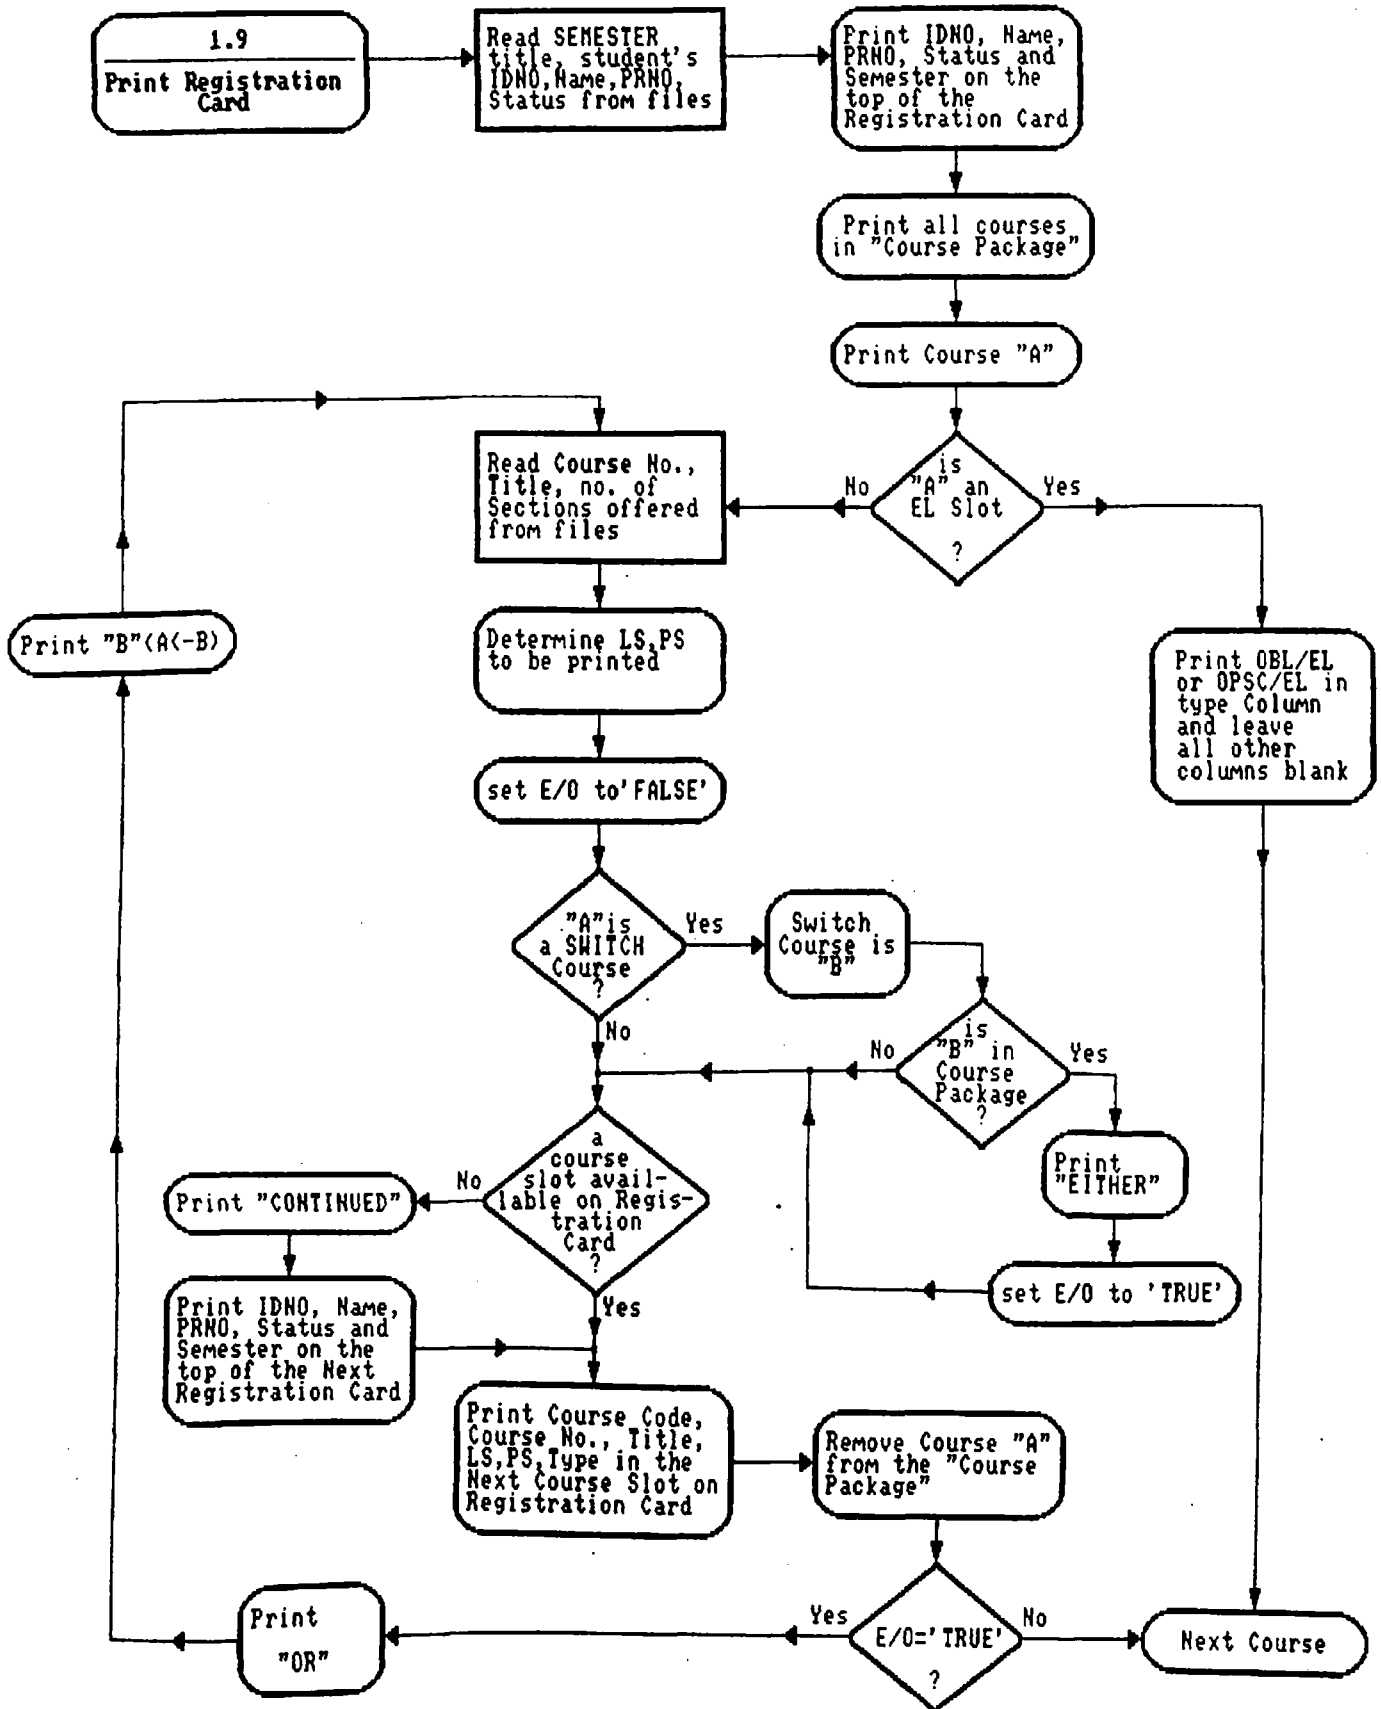 1.9
Print Registration
Card
Read SEMESTER
title, student's
IDNO,Name,PRNO,
Status from files
Print IDNO, Name,
PRNO, Status and
Semester on the
top of the
Registration Card
Print all courses
in "Course Package"
Print Course "A"
is
"A" an
EL Slot
?
No
Yes
Read Course No.,
Title, no. of
Sections offered
from files
Print "B"(A<-B)
Determine LS,PS
to be printed
Print OBL/EL
or OPSC/EL in
type Column
and leave
all other
columns blank
set E/O to'FALSE'
"A"is
a SWITCH
Course
?
Yes
No
Switch
Course is
"B"
is
"B" in
Course
Package
?
No
Yes
Print
"EITHER"
set E/O to 'TRUE'
a
course
slot avail-
lable on Regis-
tration
Card
?
No
Yes
Print "CONTINUED"
Print IDNO, Name,
PRNO, Status and
Semester on the
top of the Next
Registration Card
Print Course Code,
Course No., Title,
LS,PS,Type in the
Next Course Slot on
Registration Card
Remove Course "A"
from the "Course
Package"
E/O='TRUE'
?
Yes
No
Print
"OR"
Next Course